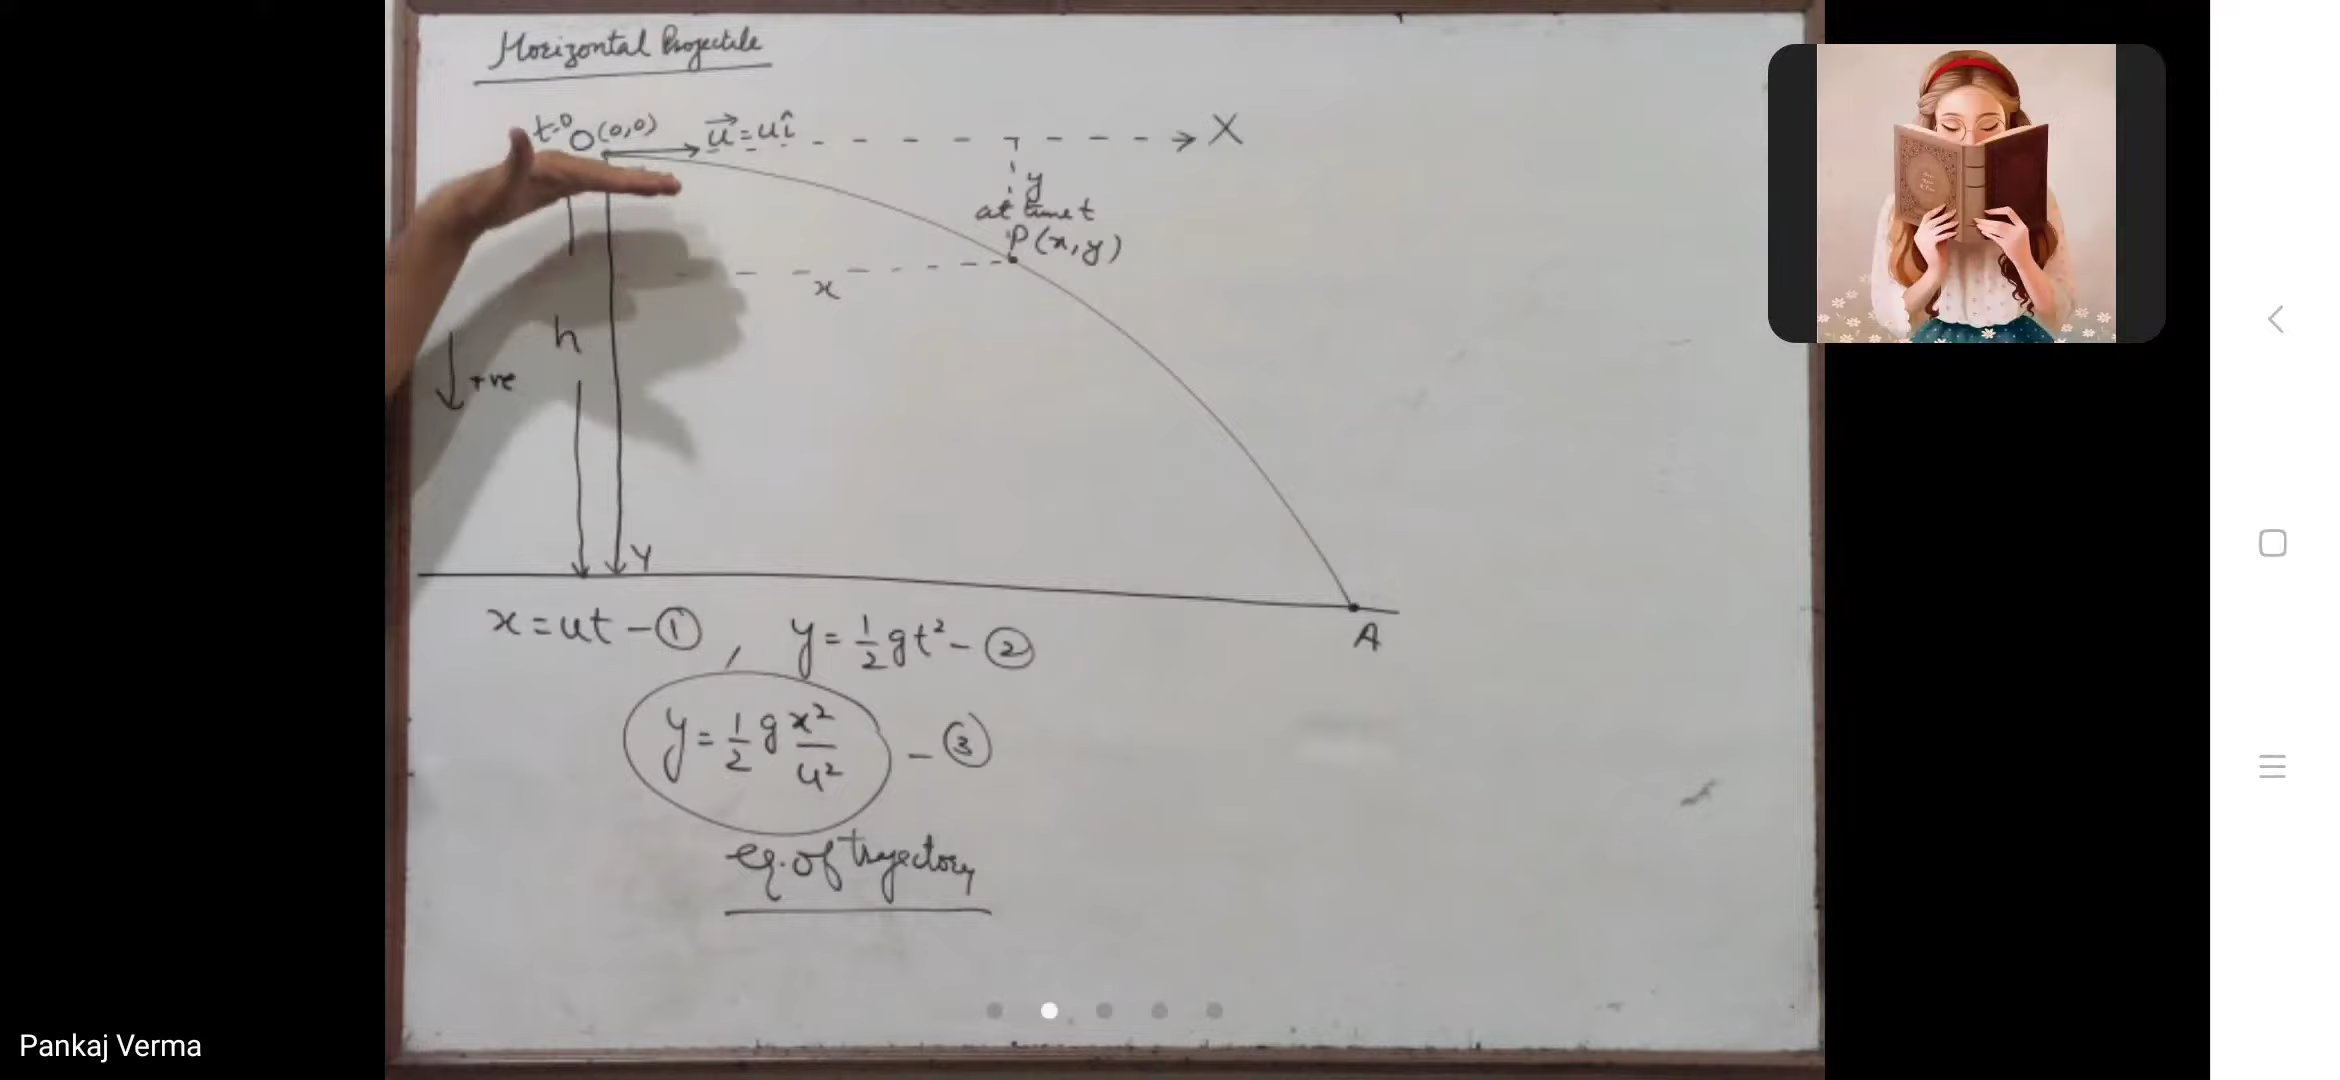 Horizontal Projectile
t=0 O(0,0) u⃗=uî X
y
at time t
P(x,y)
x
h
+ve
Y
x=ut-①, y=½gt²-②
A
y=½g x²/u² -③
eq. of trajectory
Pankaj Verma